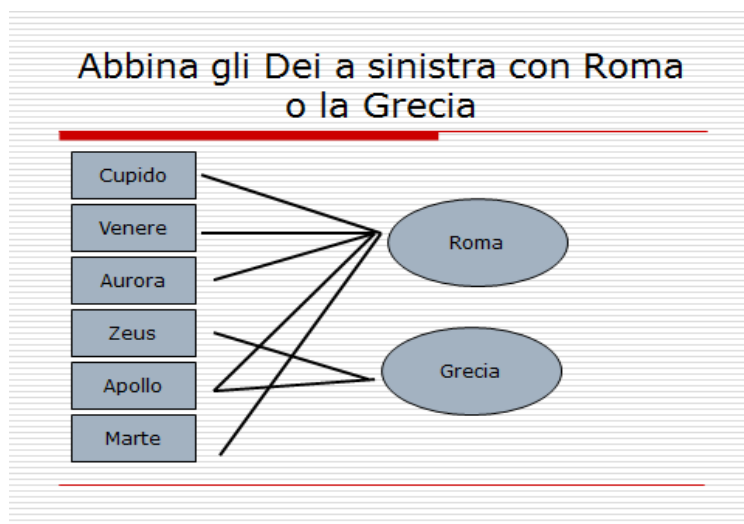 Abbina gli Dei a sinistra con Roma
o la Grecia
Cupido
Venere
Aurora
Zeus
Apollo
Marte
Roma
Grecia